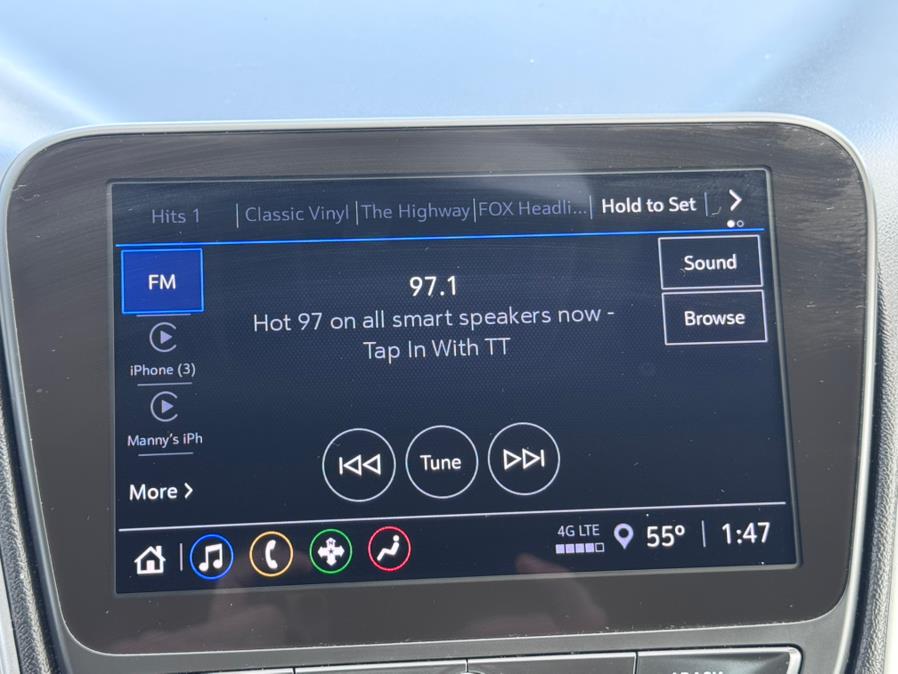 Hits 1
Classic Vinyl
The Highway
FOX Headli...
Hold to Set
FM
97.1
Hot 97 on all smart speakers now -
Tap In With TT
Sound
Browse
iPhone (3)
Manny's iPh
More
Tune
4G LTE
55°
1:47